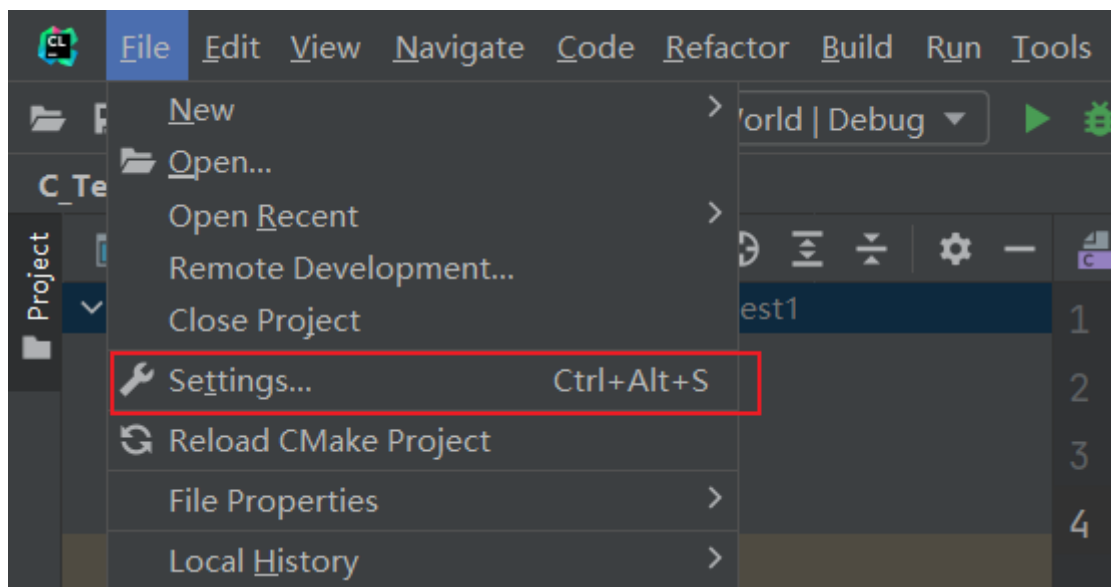 CL File Edit View Navigate Code Refactor Build Run Tools
New
orld | Debug
Open...
C_Te
Open Recent
Project
Remote Development...
Close Project
est1
1
Settings... Ctrl+Alt+S
2
Reload CMake Project
3
File Properties
4
Local History
C